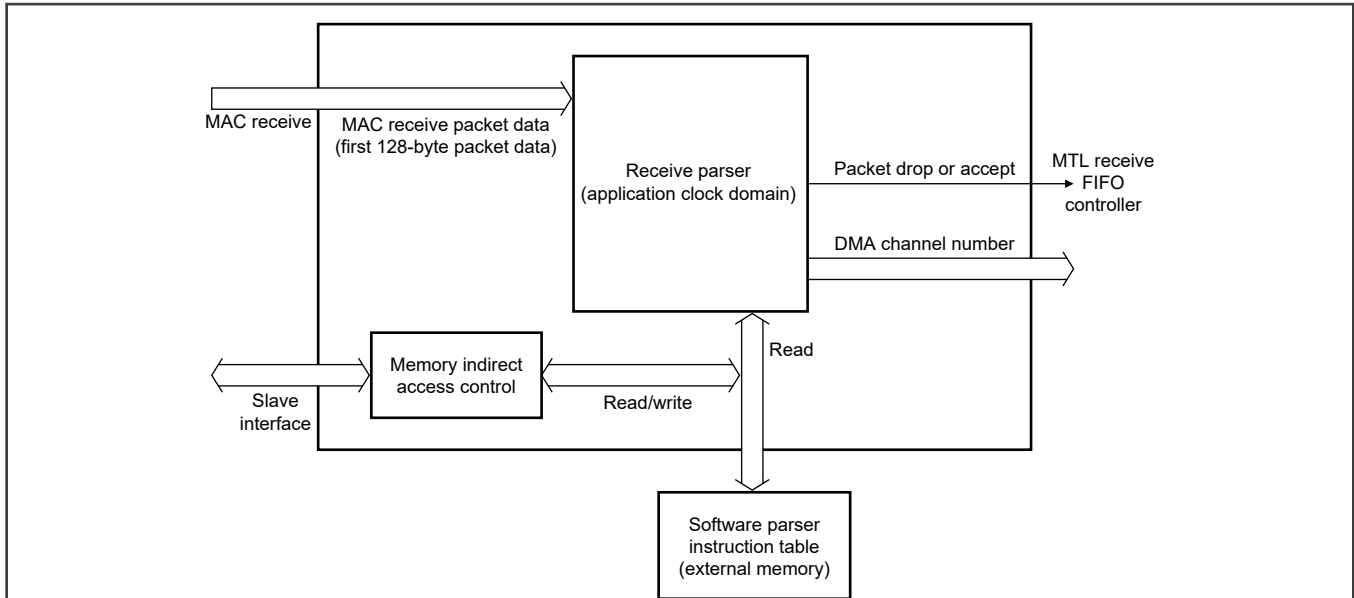 MAC receive
MAC receive packet data
(first 128-byte packet data)
Receive parser
(application clock domain)
Packet drop or accept
MTL receive
FIFO
controller
DMA channel number
Read
Memory indirect
access control
Slave
interface
Read/write
Software parser
instruction table
(external memory)